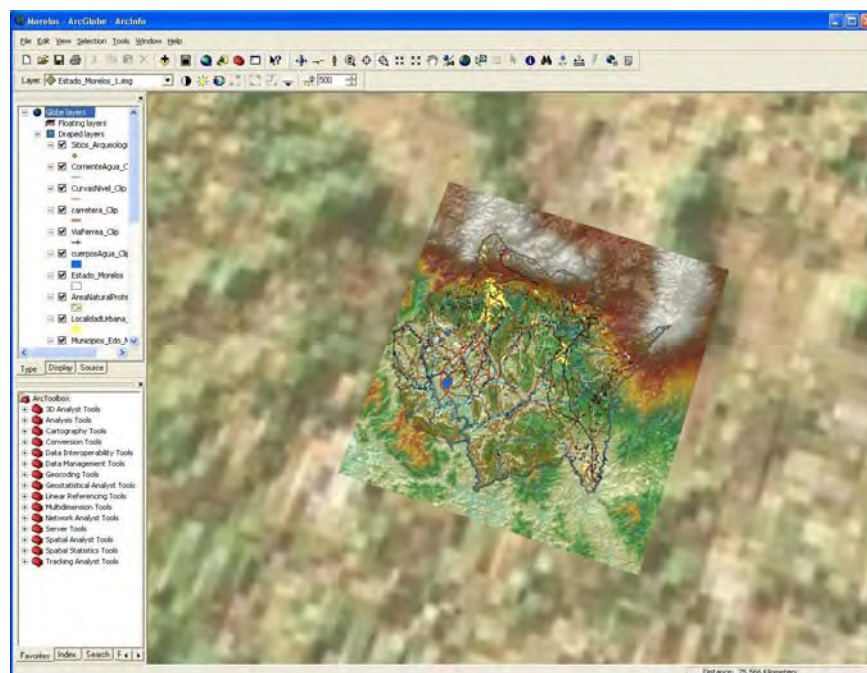 Morelos - ArcGlobe - ArcInfo
File Edit View Selection Tools Window Help
Layer: Estado_Morelos_1.img
500
Globe layers
Floating layers
Draped layers
Sitios_Arqueologi
CorrienteAgua_C
CurvasNivel_Clip
carretera_Clip
ViaFerrea_Clip
cuerposAgua_Cli
Estado_Morelos
AreaNaturalProte
LocalidadUrbana_
Municipios_Edo_M
Type Display Source
ArcToolbox
3D Analyst Tools
Analysis Tools
Cartography Tools
Conversion Tools
Data Interoperability Tools
Data Management Tools
Geocoding Tools
Geostatistical Analyst Tools
Linear Referencing Tools
Multidimension Tools
Network Analyst Tools
Server Tools
Spatial Analyst Tools
Spatial Statistics Tools
Tracking Analyst Tools
Favorites Index Search F
Distance: 75.566 Kilometers